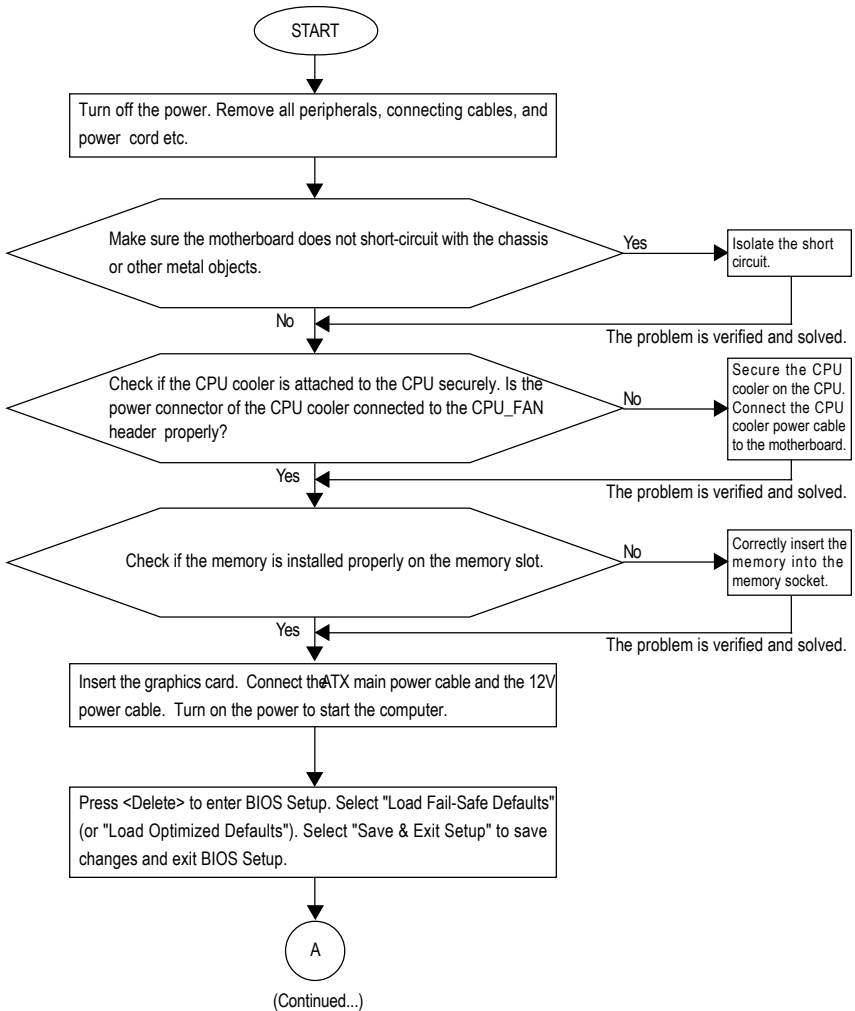 START
Turn off the power. Remove all peripherals, connecting cables, and
power cord etc.
Make sure the motherboard does not short-circuit with the chassis
or other metal objects.
Yes
Isolate the short
circuit.
No
The problem is verified and solved.
Check if the CPU cooler is attached to the CPU securely. Is the
power connector of the CPU cooler connected to the CPU_FAN
header properly?
No
Secure the CPU
cooler on the CPU.
Connect the CPU
cooler power cable
to the motherboard.
Yes
The problem is verified and solved.
Check if the memory is installed properly on the memory slot.
No
Correctly insert the
memory into the
memory socket.
Yes
The problem is verified and solved.
Insert the graphics card. Connect the ATX main power cable and the 12V
power cable. Turn on the power to start the computer.
Press <Delete> to enter BIOS Setup. Select "Load Fail-Safe Defaults"
(or "Load Optimized Defaults"). Select "Save & Exit Setup" to save
changes and exit BIOS Setup.
A
(Continued...)